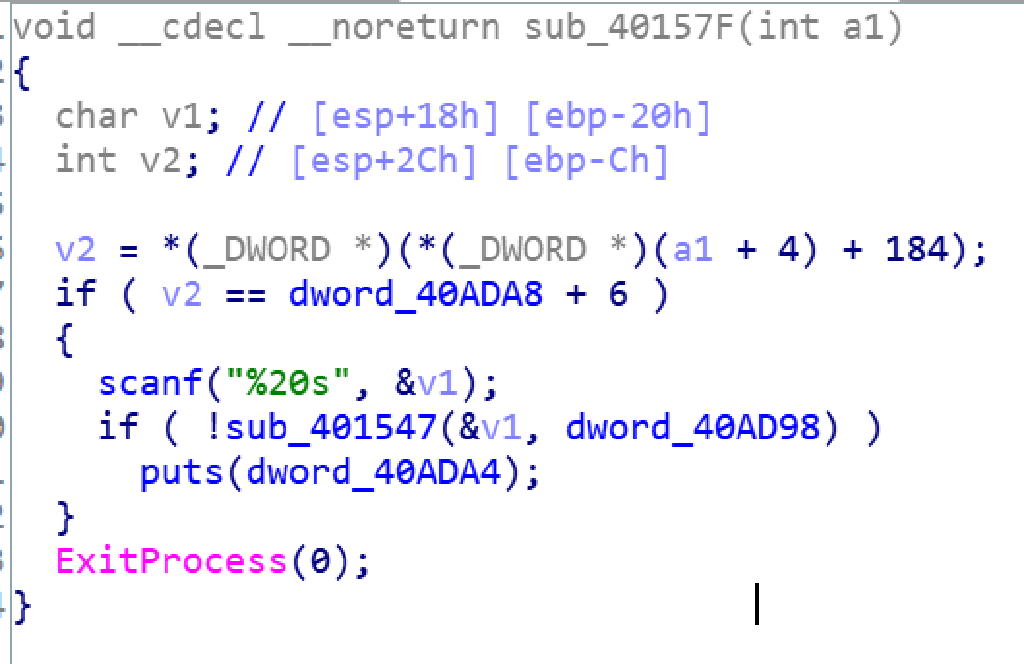 void __cdecl __noreturn sub_40157F(int a1)
{
  char v1; // [esp+18h] [ebp-20h]
  int v2; // [esp+2Ch] [ebp-Ch]

  v2 = *(_DWORD *)(*(_DWORD *)(a1 + 4) + 184);
  if ( v2 == dword_40ADA8 + 6 )
  {
    scanf("%20s", &v1);
    if ( !sub_401547(&v1, dword_40AD98) )
      puts(dword_40ADA4);
  }
  ExitProcess(0);
}